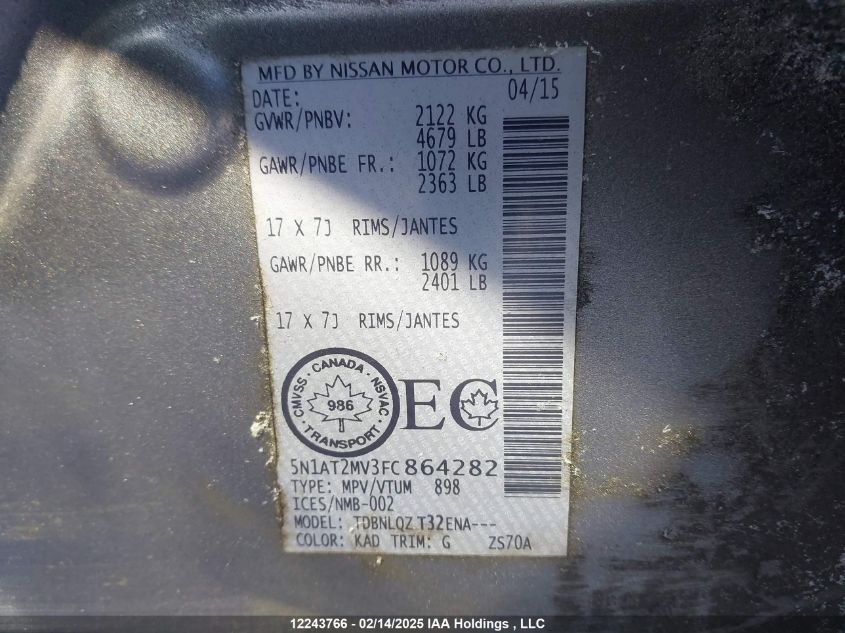 MFD BY NISSAN MOTOR CO., LTD.
DATE: 04/15
GVWR/PNBV: 2122 KG
4679 LB
GAWR/PNBE FR.: 1072 KG
2363 LB
17 X 7J RIMS/JANTES
GAWR/PNBE RR.: 1089 KG
2401 LB
17 X 7J RIMS/JANTES
CMVSS · CANADA · NSVAC · TRANSPORT ·
986
EC
5N1AT2MV3FC864282
TYPE: MPV/VTUM 898
ICES/NMB-002
MODEL: TDBNLQZ T32ENA---
COLOR: KAD TRIM: G ZS70A
12243766 - 02/14/2025 IAA Holdings , LLC